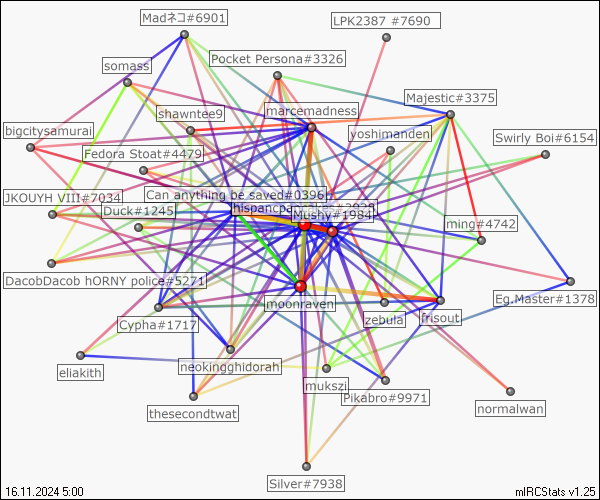 Madネコ#6901
LPK2387 #7690
Pocket Persona#3326
somass
Majestic#3375
shawntee9
marcemadness
bigcitysamurai
yoshimanden
Swirly Boi#6154
Fedora Stoat#4479
JKOUYH VIII#7034
Can anything be saved#0396
Duck#1245
Mushy#1984
ming#4742
DacobDacob hORNY police#5271
Eg.Master#1378
moonraven
Cypha#1717
zebula
frisout
neokingghidorah
eliakith
mukszi
Pikabro#9971
thesecondtwat
normalwan
Silver#7938
16.11.2024 5:00
mIRCStats v1.25